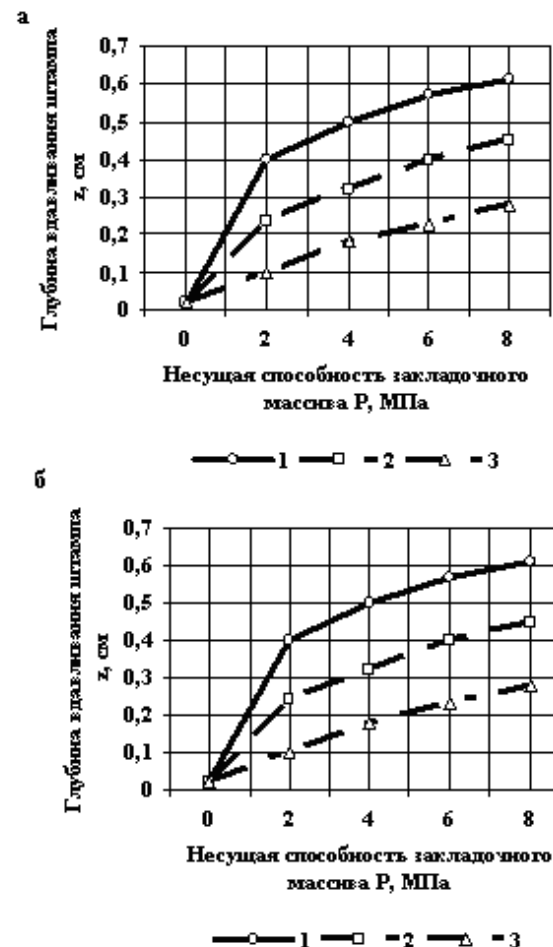 а
0,7
0,6
0,5
0,4
0,3
0,2
0,1
0
Глубина вдавливания штампа
z, см
0 2 4 6 8
Несущая способность закладочного
массива Р, МПа
1 2 3
б
0,7
0,6
0,5
0,4
0,3
0,2
0,1
0
Глубина вдавливания штампа
z, см
0 2 4 6 8
Несущая способность закладочного
массива Р, МПа
1 2 3